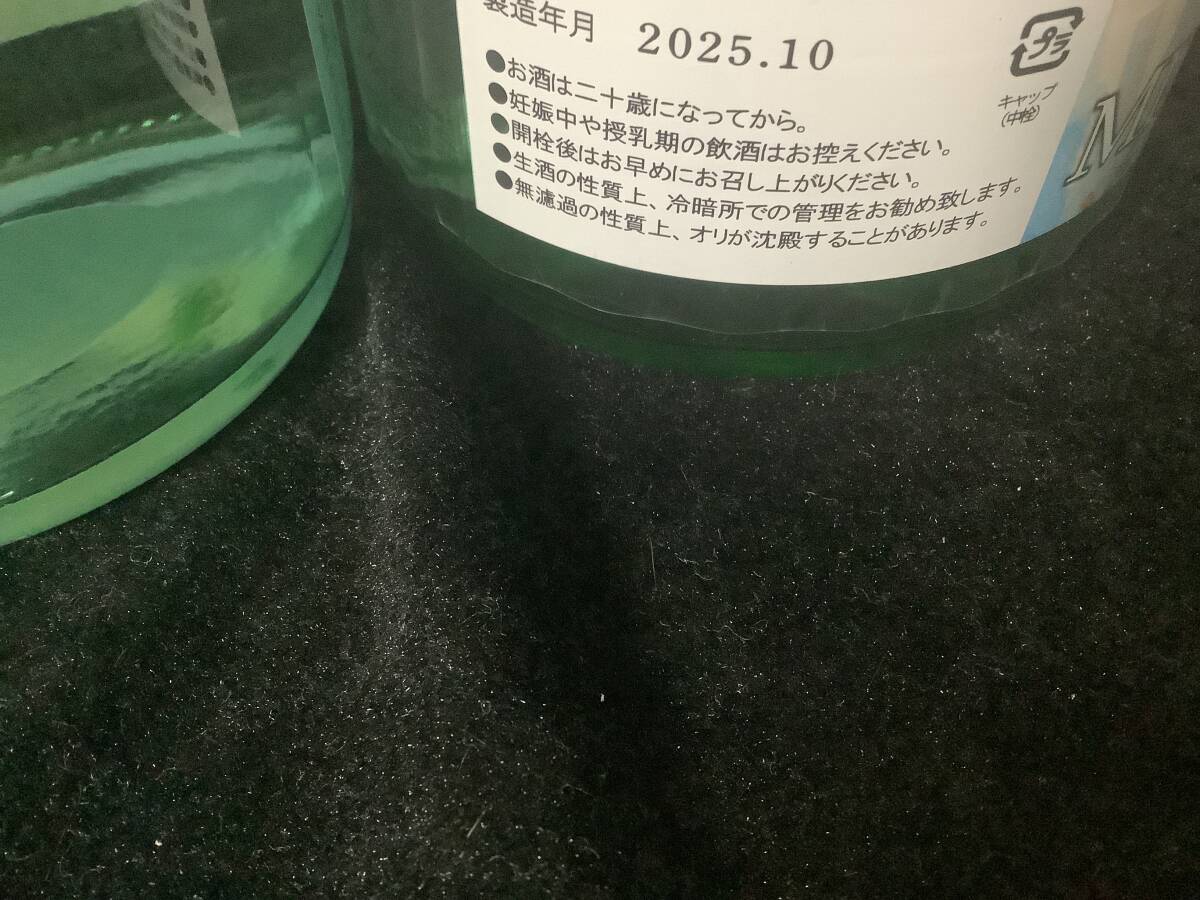 製造年月 2025.10
●お酒は二十歳になってから。
●妊娠中や授乳期の飲酒はお控えください。
●開栓後はお早めにお召し上がりください。
●生酒の性質上、冷暗所での管理をお勧め致します。
●無濾過の性質上、オリが沈殿することがあります。
プラ
キャップ
(中栓)